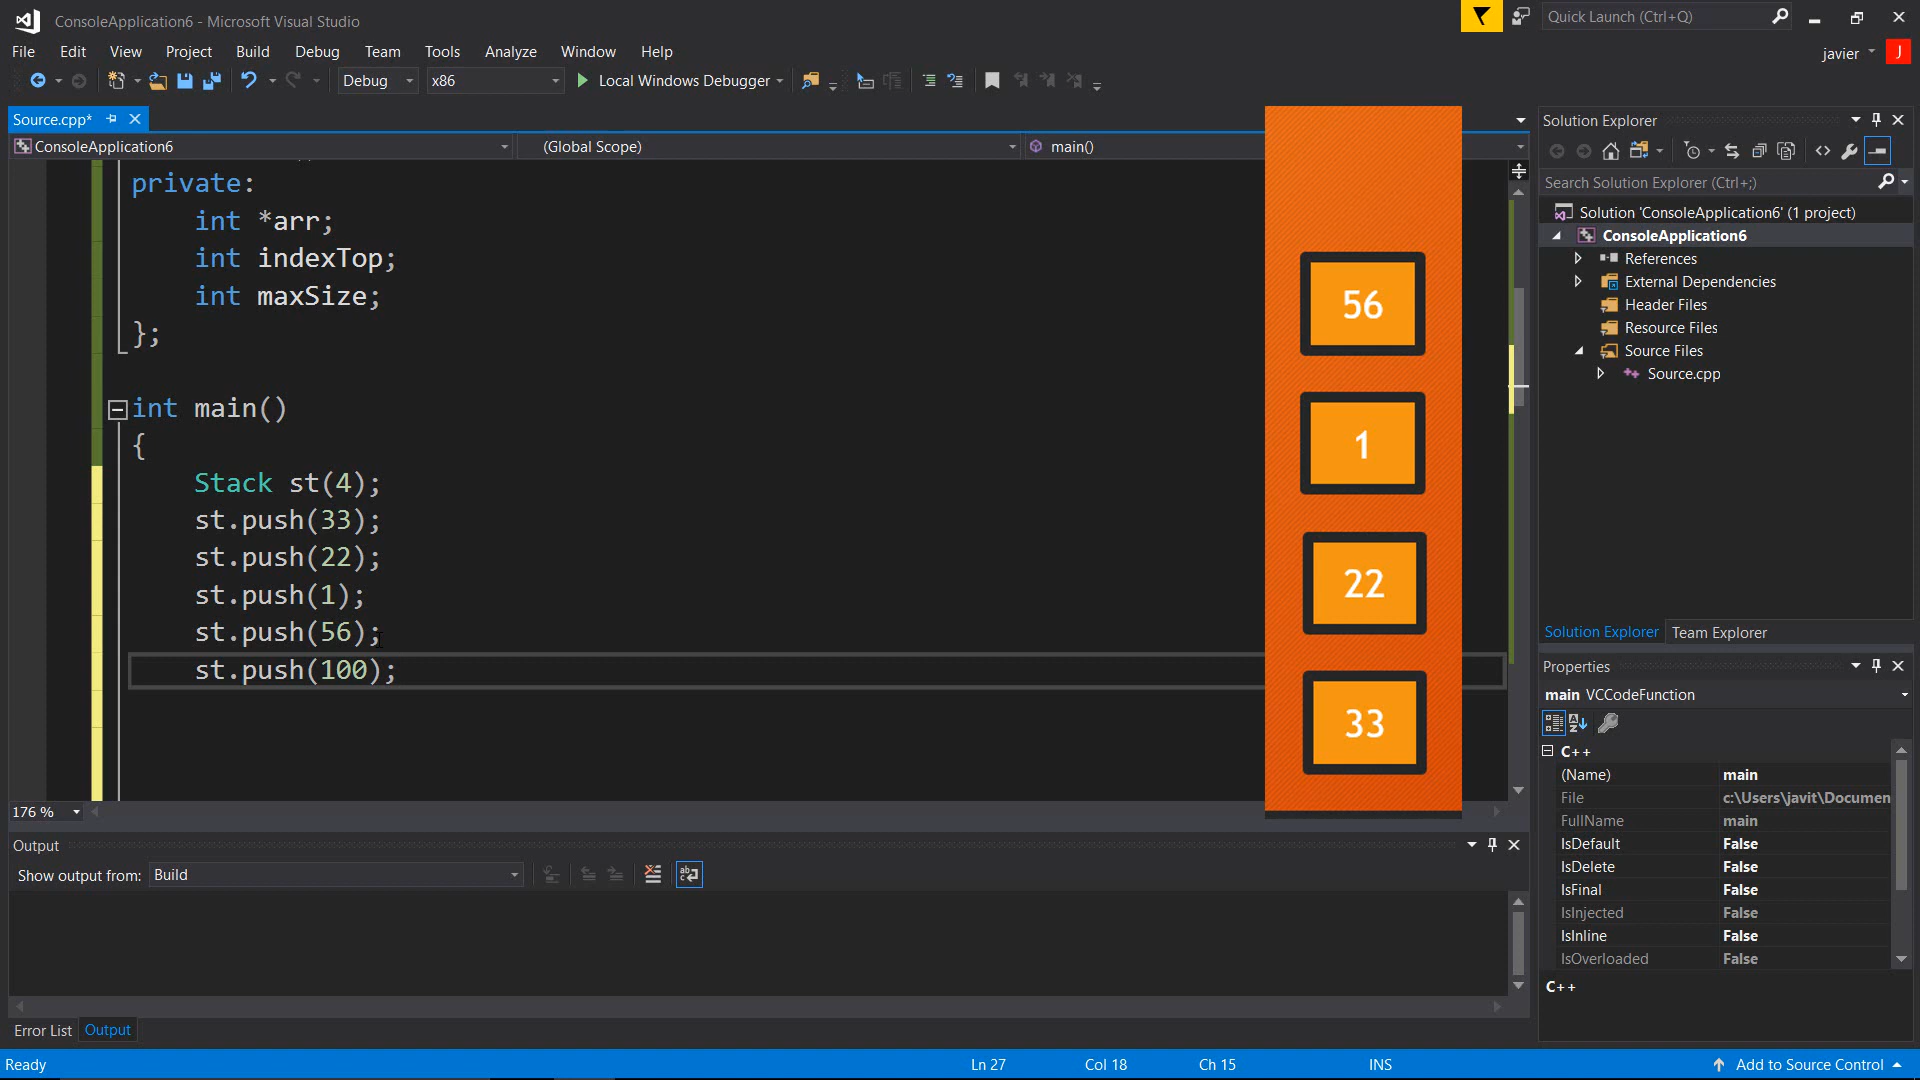 ConsoleApplication6 - Microsoft Visual Studio
Quick Launch (Ctrl+Q)
File Edit View Project Build Debug Team Tools Analyze Window Help
javier J
Debug x86 Local Windows Debugger
Source.cpp*
ConsoleApplication6 (Global Scope) main()
private:
int *arr;
int indexTop;
int maxSize;
};
int main()
{
Stack st(4);
st.push(33);
st.push(22);
st.push(1);
st.push(56);
st.push(100);
56
1
22
33
176 %
Output
Show output from: Build
Error List Output
Solution Explorer
Search Solution Explorer (Ctrl+;)
Solution 'ConsoleApplication6' (1 project)
ConsoleApplication6
References
External Dependencies
Header Files
Resource Files
Source Files
Source.cpp
Solution Explorer Team Explorer
Properties
main VCCodeFunction
C++
(Name) main
File c:\Users\javit\Documen
FullName main
IsDefault False
IsDelete False
IsFinal False
IsInjected False
IsInline False
IsOverloaded False
C++
Ready Ln 27 Col 18 Ch 15 INS Add to Source Control